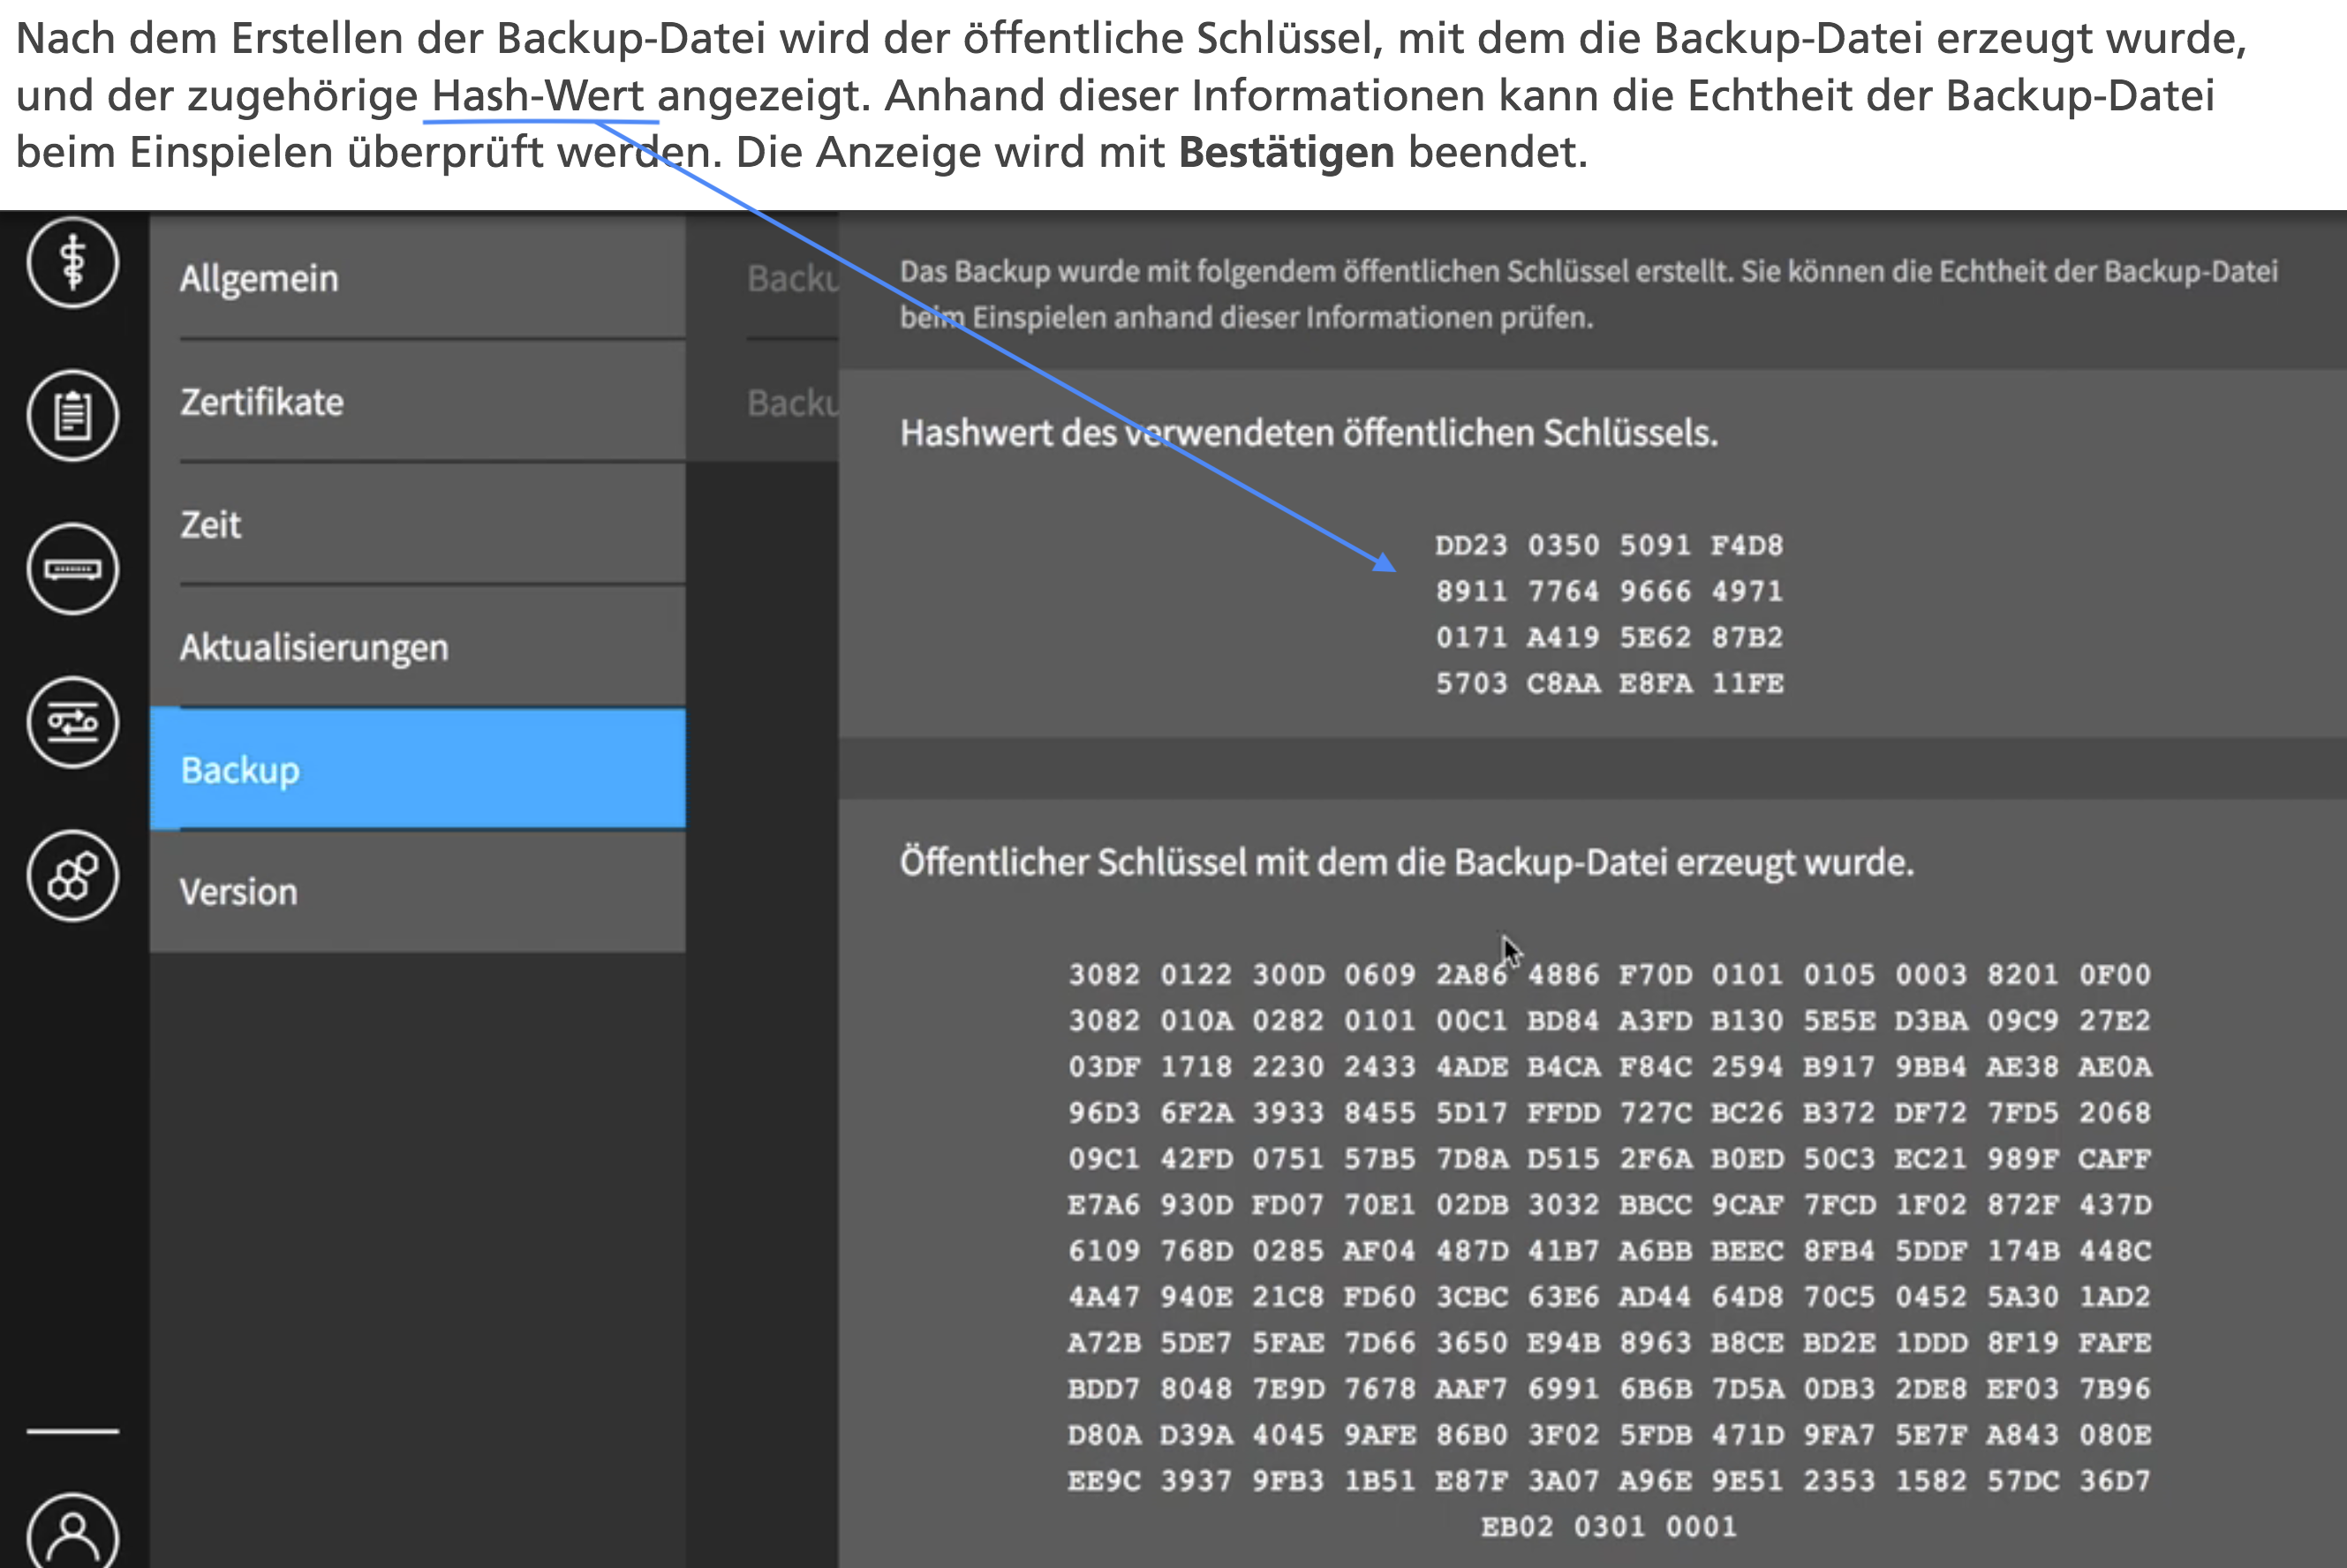 Nach dem Erstellen der Backup-Datei wird der öffentliche Schlüssel, mit dem die Backup-Datei erzeugt wurde,
und der zugehörige Hash-Wert angezeigt. Anhand dieser Informationen kann die Echtheit der Backup-Datei
beim Einspielen überprüft werden. Die Anzeige wird mit Bestätigen beendet.
Allgemein
Zertifikate
Zeit
Aktualisierungen
Backup
Version
Backu
Backu
Das Backup wurde mit folgendem öffentlichen Schlüssel erstellt. Sie können die Echtheit der Backup-Datei
beim Einspielen anhand dieser Informationen prüfen.
Hashwert des verwendeten öffentlichen Schlüssels.
DD23 0350 5091 F4D8
8911 7764 9666 4971
0171 A419 5E62 87B2
5703 C8AA E8FA 11FE
Öffentlicher Schlüssel mit dem die Backup-Datei erzeugt wurde.
3082 0122 300D 0609 2A86 4886 F70D 0101 0105 0003 8201 0F00
3082 010A 0282 0101 00C1 BD84 A3FD B130 5E5E D3BA 09C9 27E2
03DF 1718 2230 2433 4ADE B4CA F84C 2594 B917 9BB4 AE38 AE0A
96D3 6F2A 3933 8455 5D17 FFDD 727C BC26 B372 DF72 7FD5 2068
09C1 42FD 0751 57B5 7D8A D515 2F6A B0ED 50C3 EC21 989F CAFF
E7A6 930D FD07 70E1 02DB 3032 BBCC 9CAF 7FCD 1F02 872F 437D
6109 768D 0285 AF04 487D 41B7 A6BB BEEC 8FB4 5DDF 174B 448C
4A47 940E 21C8 FD60 3CBC 63E6 AD44 64D8 70C5 0452 5A30 1AD2
A72B 5DE7 5FAE 7D66 3650 E94B 8963 B8CE BD2E 1DDD 8F19 FAFE
BDD7 8048 7E9D 7678 AAF7 6991 6B6B 7D5A 0DB3 2DE8 EF03 7B96
D80A D39A 4045 9AFE 86B0 3F02 5FDB 471D 9FA7 5E7F A843 080E
EE9C 3937 9FB3 1B51 E87F 3A07 A96E 9E51 2353 1582 57DC 36D7
EB02 0301 0001